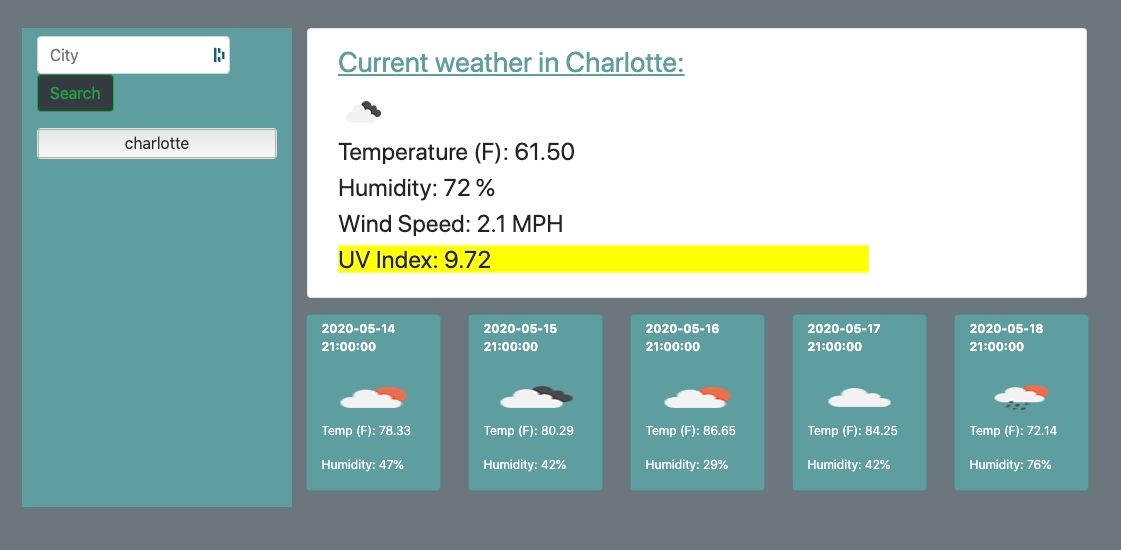 City
Search
charlotte
Current weather in Charlotte:
Temperature (F): 61.50
Humidity: 72 %
Wind Speed: 2.1 MPH
UV Index: 9.72
2020-05-14
21:00:00
Temp (F): 78.33
Humidity: 47%
2020-05-15
21:00:00
Temp (F): 80.29
Humidity: 42%
2020-05-16
21:00:00
Temp (F): 86.65
Humidity: 29%
2020-05-17
21:00:00
Temp (F): 84.25
Humidity: 42%
2020-05-18
21:00:00
Temp (F): 72.14
Humidity: 76%